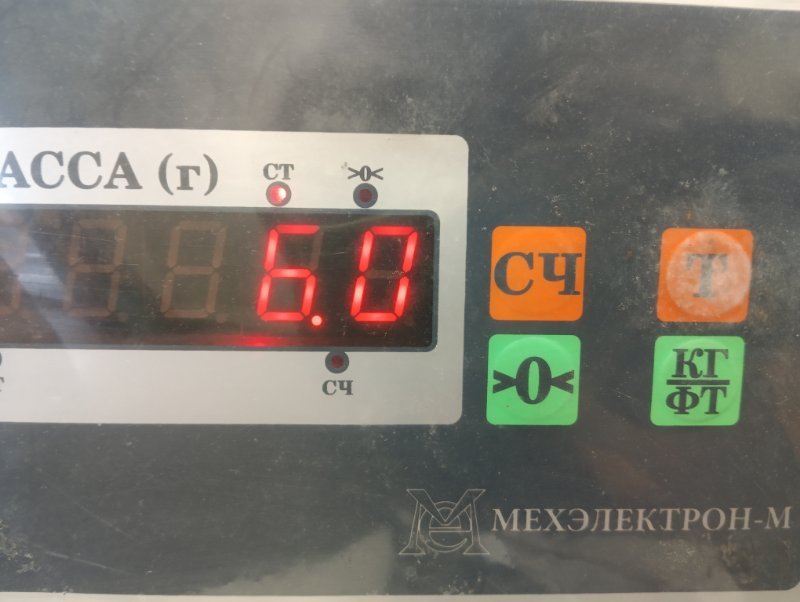 АССА (г)
СТ >0<
6.0
СЧ
СЧ Т
>0< КГ
ФТ
МЕХЭЛЕКТРОН-М